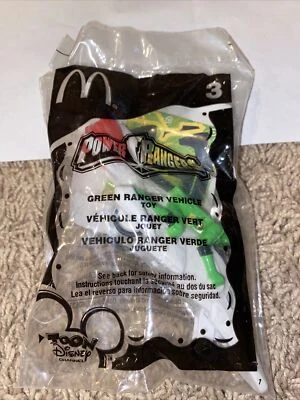 3
POWER RANGERS
GREEN RANGER VEHICLE
TOY
VÉHICULE RANGER VERT
JOUET
VEHICULO RANGER VERDE
JUGUETE
See back for safety information.
Instructions touchant la sécurité au dos du sac.
Lea el reverso para información sobre seguridad.
TOON
DISNEY
CHANNEL